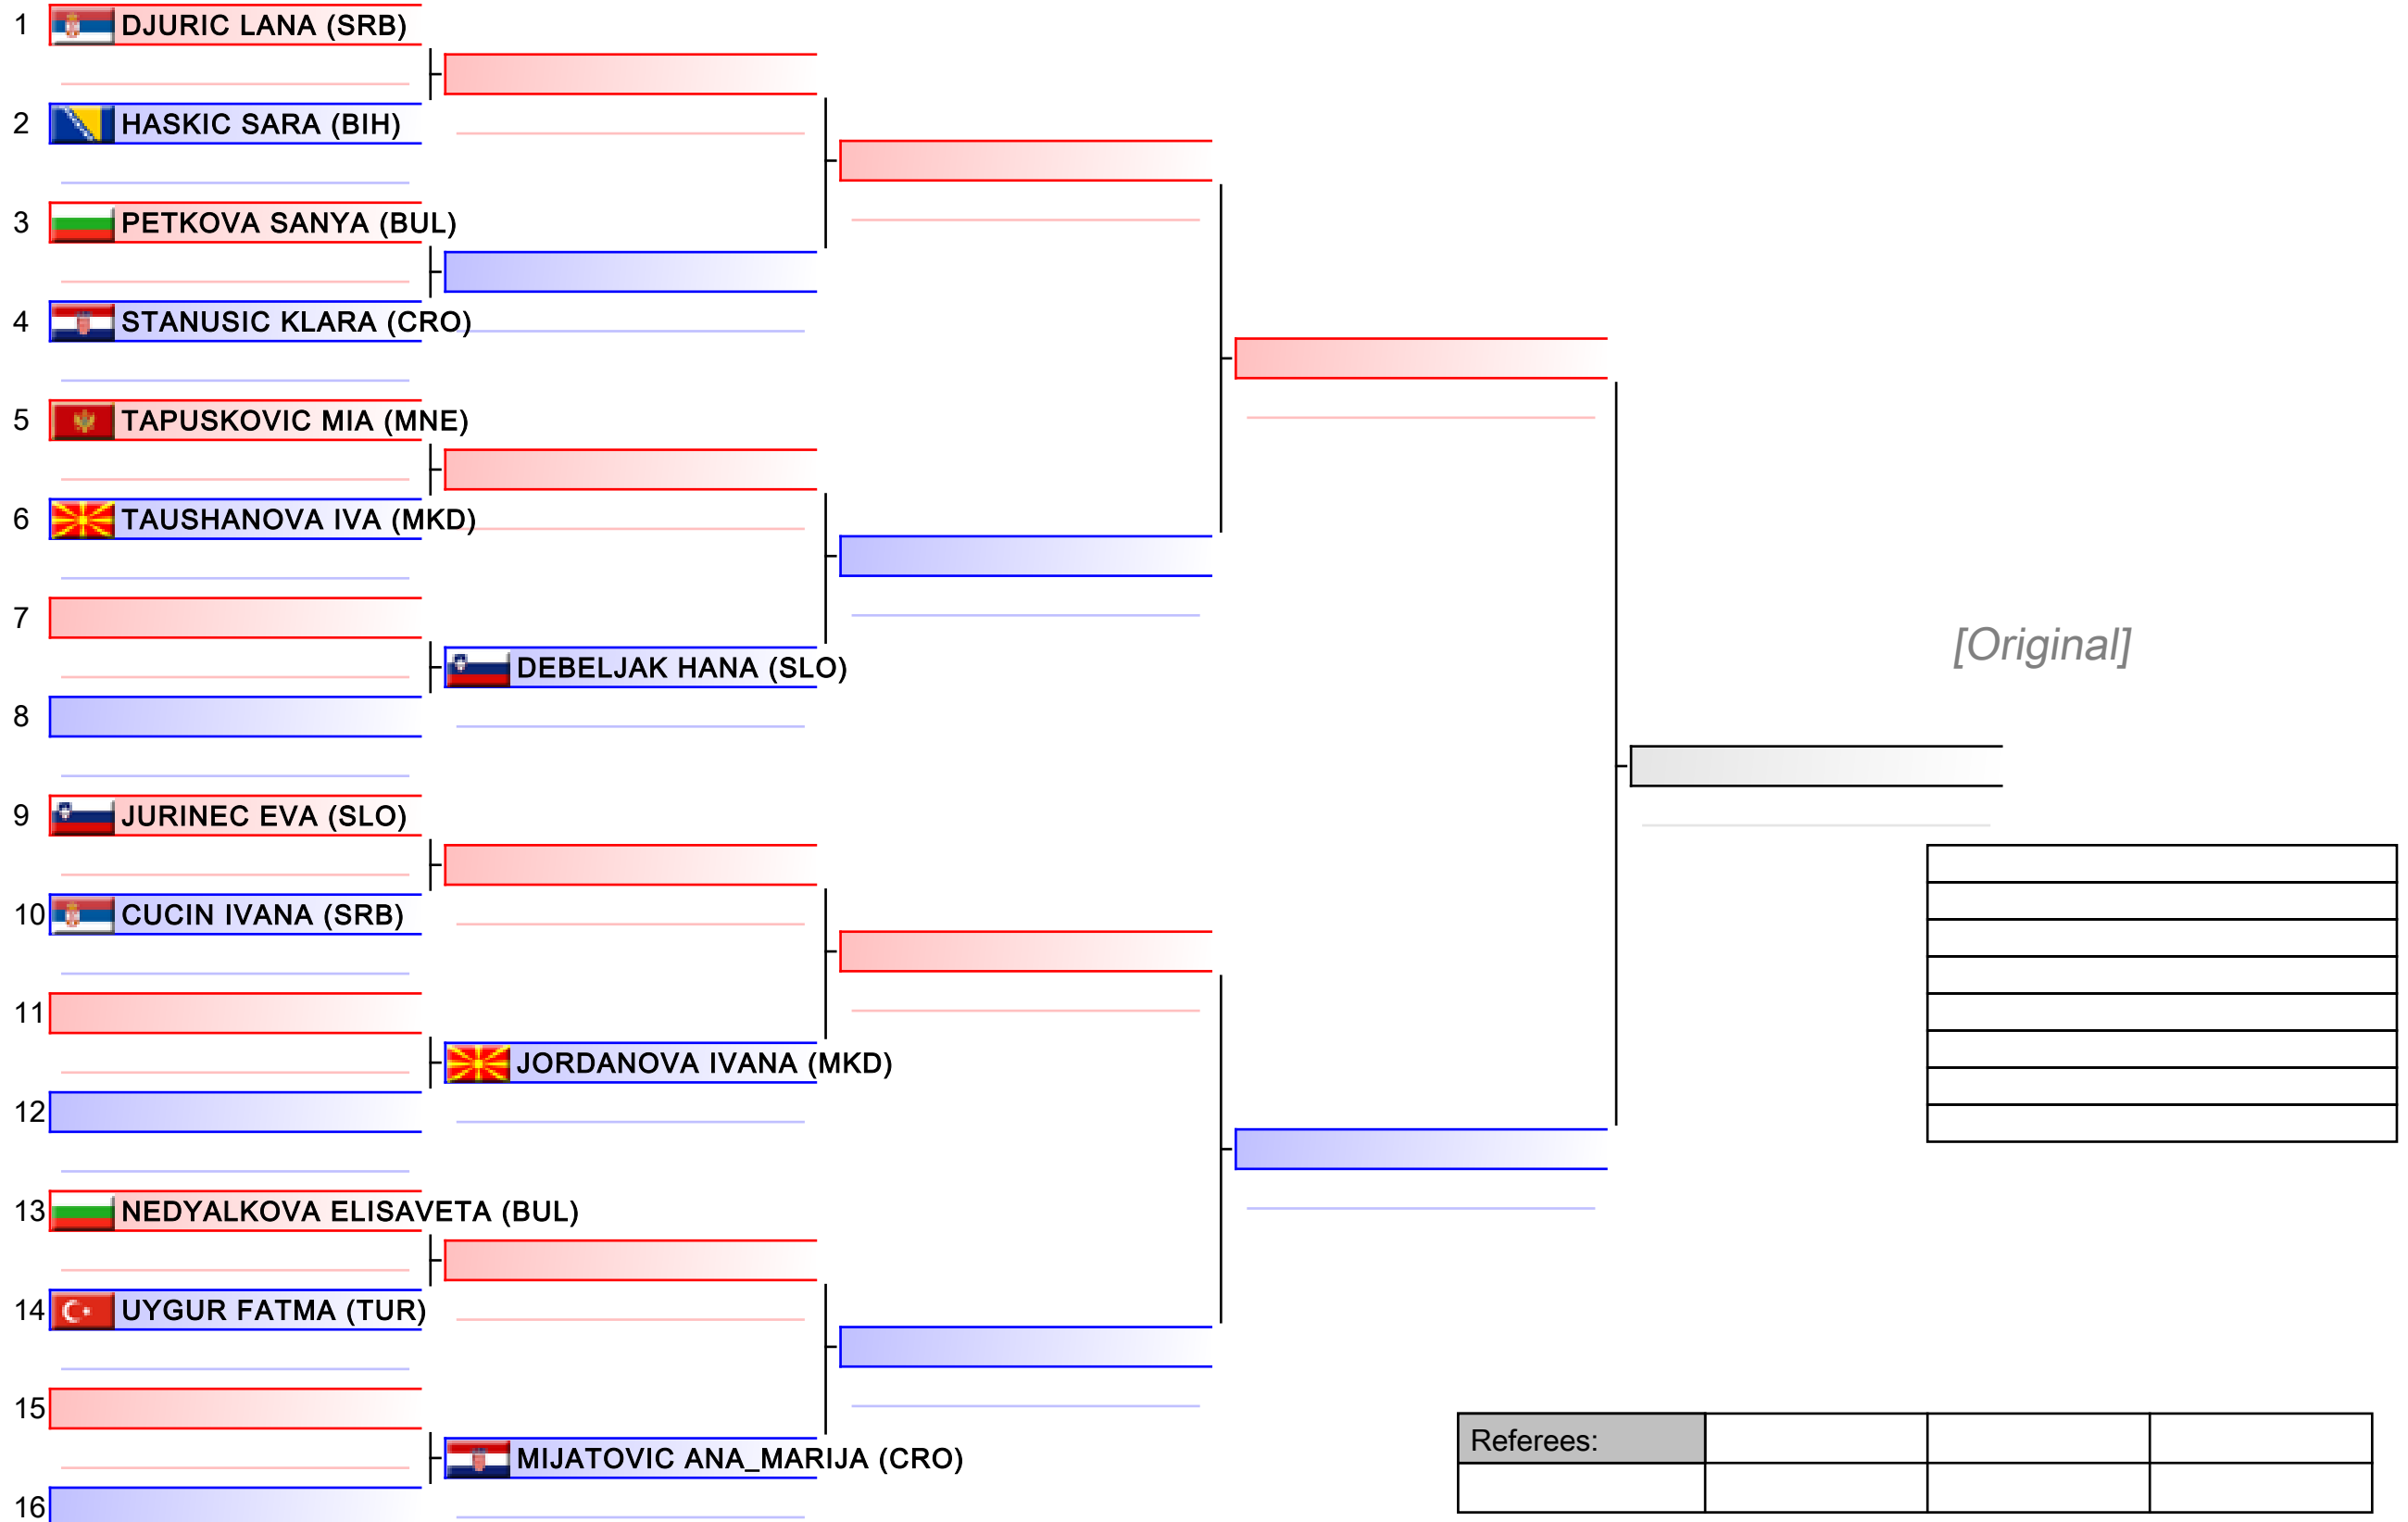 1 DJURIC LANA (SRB)
2 HASKIC SARA (BIH)
3 PETKOVA SANYA (BUL)
4 STANUSIC KLARA (CRO)
5 TAPUSKOVIC MIA (MNE)
6 TAUSHANOVA IVA (MKD)
7
[Original]
DEBELJAK HANA (SLO)
8
9 JURINEC EVA (SLO)
10 CUCIN IVANA (SRB)
11
JORDANOVA IVANA (MKD)
12
13 NEDYALKOVA ELISAVETA (BUL)
14 UYGUR FATMA (TUR)
15
Referees:
MIJATOVIC ANA_MARIJA (CRO)
16